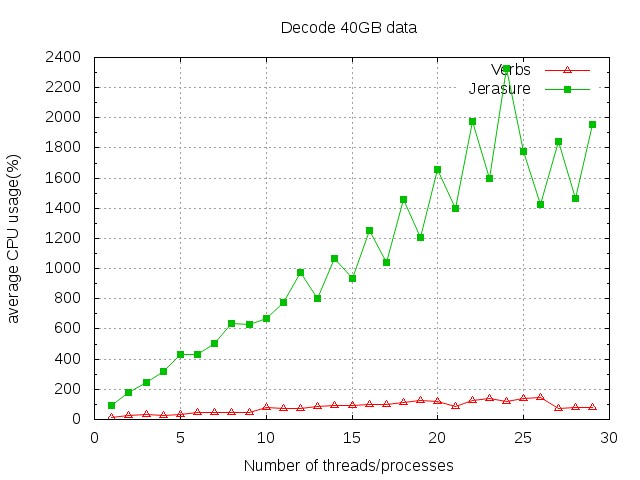 Decode 40GB data
2400
2200
2000
1800
1600
1400
1200
1000
800
600
400
200
0
average CPU usage(%)
Verbs
Jerasure
0 5 10 15 20 25 30
Number of threads/processes